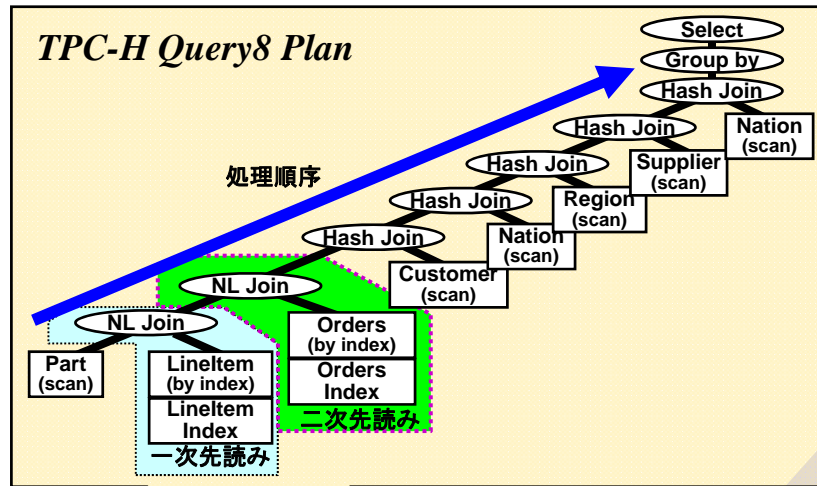 TPC-H Query8 Plan
Select
Group by
Hash Join
Nation
(scan)
Hash Join
Supplier
(scan)
Hash Join
Region
(scan)
処理順序
Hash Join
Nation
(scan)
Hash Join
Customer
(scan)
NL Join
Orders
(by index)
Orders
Index
二次先読み
NL Join
Part
(scan)
LineItem
(by index)
LineItem
Index
一次先読み